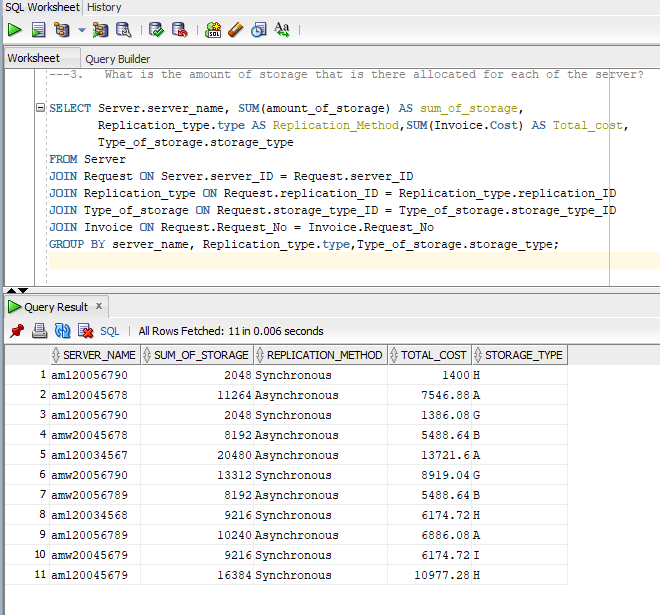 SQL Worksheet History
Worksheet Query Builder
---3. What is the amount of storage that is there allocated for each of the server?
SELECT Server.server_name, SUM(amount_of_storage) AS sum_of_storage,
Replication_type.type AS Replication_Method,SUM(Invoice.Cost) AS Total_cost,
Type_of_storage.storage_type
FROM Server
JOIN Request ON Server.server_ID = Request.server_ID
JOIN Replication_type ON Request.replication_ID = Replication_type.replication_ID
JOIN Type_of_storage ON Request.storage_type_ID = Type_of_storage.storage_type_ID
JOIN Invoice ON Request.Request_No = Invoice.Request_No
GROUP BY server_name, Replication_type.type,Type_of_storage.storage_type;
Query Result x
SQL | All Rows Fetched: 11 in 0.006 seconds
SERVER_NAME SUM_OF_STORAGE REPLICATION_METHOD TOTAL_COST STORAGE_TYPE
1 aml20056790 2048 Synchronous 1400 H
2 aml20045678 11264 Asynchronous 7546.88 A
3 aml20056790 2048 Synchronous 1386.08 G
4 amw20045678 8192 Asynchronous 5488.64 B
5 aml20034567 20480 Asynchronous 13721.6 A
6 amw20056790 13312 Synchronous 8919.04 G
7 amw20056789 8192 Asynchronous 5488.64 B
8 aml20034568 9216 Synchronous 6174.72 H
9 aml20056789 10240 Asynchronous 6886.08 A
10 amw20045679 9216 Synchronous 6174.72 I
11 aml20045679 16384 Synchronous 10977.28 H